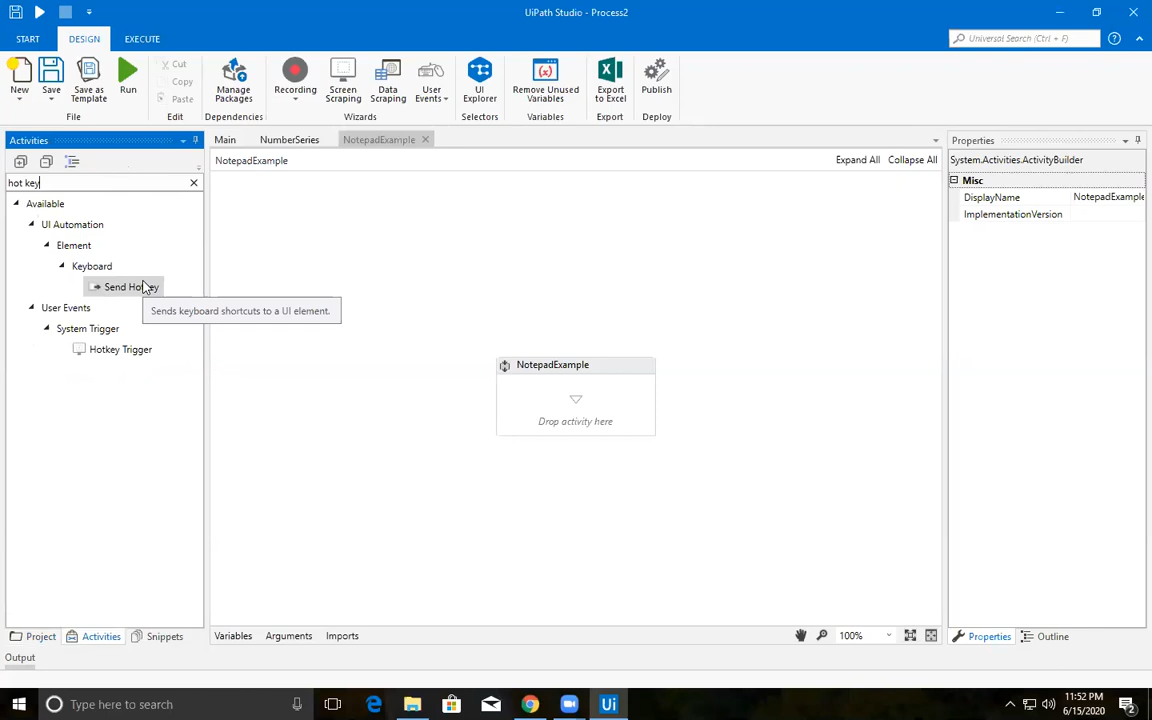 UiPath Studio - Process2
START DESIGN EXECUTE
Universal Search (Ctrl + F)
New Save Save as Template Run
Cut
Copy
Paste
Manage Packages
Recording Screen Scraping Data Scraping User Events
UI Explorer
Remove Unused Variables
Export to Excel
Publish
File Edit Dependencies Wizards Selectors Variables Export Deploy
Activities
hot key
Available
UI Automation
Element
Keyboard
Send Hotkey
Sends keyboard shortcuts to a UI element.
User Events
System Trigger
Hotkey Trigger
Main NumberSeries NotepadExample
NotepadExample Expand All Collapse All
NotepadExample
Drop activity here
Properties
System.Activities.ActivityBuilder
Misc
DisplayName NotepadExample
ImplementationVersion
Project Activities Snippets
Variables Arguments Imports 100%
Properties Outline
Output
Type here to search
Ui
11:52 PM
6/15/2020
2